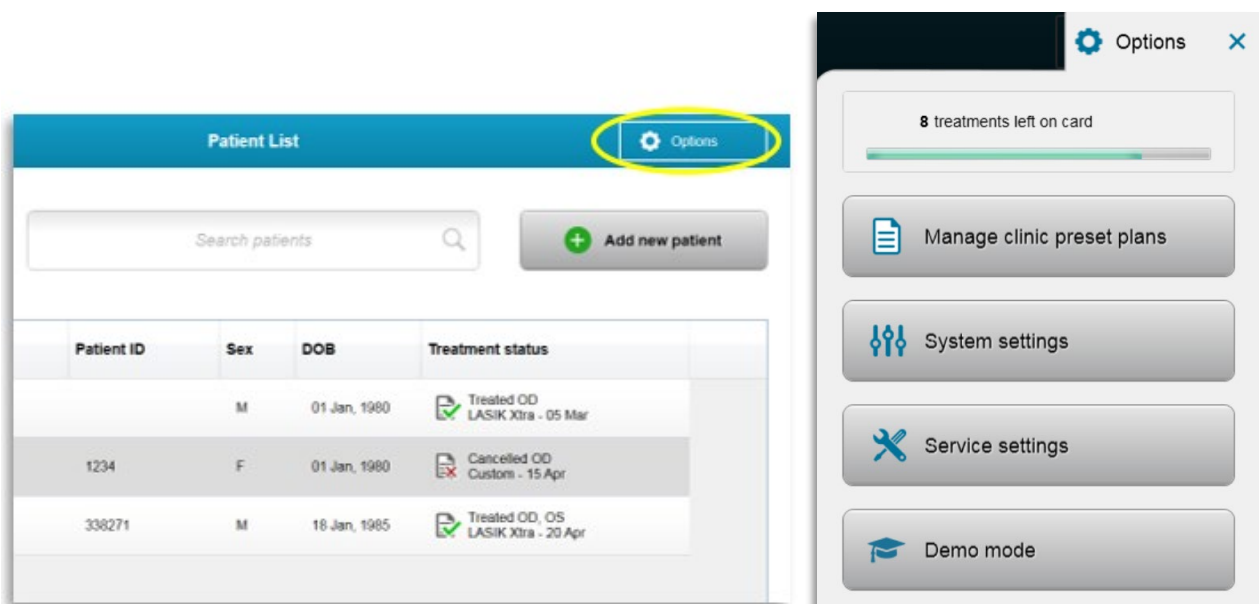 Patient List
Options
Search patients
Add new patient
Patient ID Sex DOB Treatment status
M 01 Jan, 1980 Treated OD
LASIK Xtra - 05 Mar
1234 F 01 Jan, 1980 Cancelled OD
Custom - 15 Apr
338271 M 18 Jan, 1985 Treated OD, OS
LASIK Xtra - 20 Apr
Options
8 treatments left on card
Manage clinic preset plans
System settings
Service settings
Demo mode